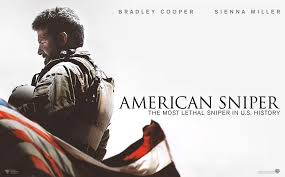 BRADLEY COOPER SIENNA MILLER
AMERICAN SNIPER
THE MOST LETHAL SNIPER IN U.S. HISTORY